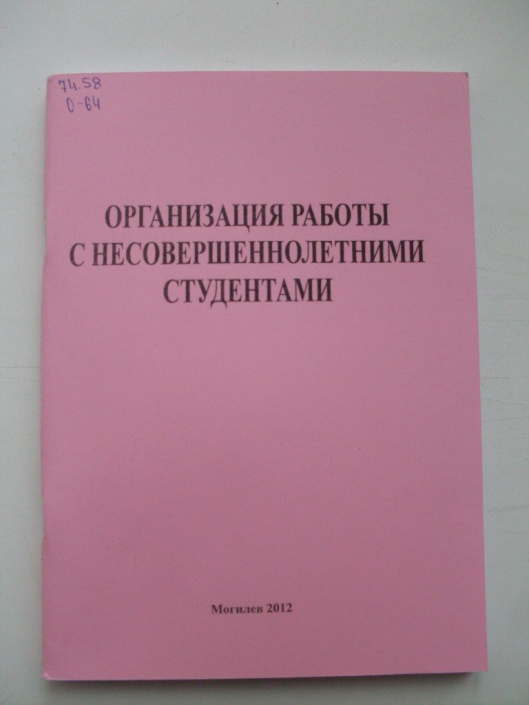 74.58
О-64
ОРГАНИЗАЦИЯ РАБОТЫ
С НЕСОВЕРШЕННОЛЕТНИМИ
СТУДЕНТАМИ
Могилев 2012